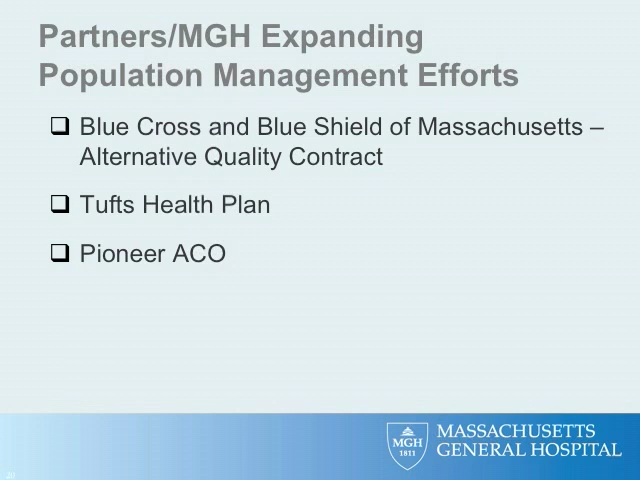 Partners/MGH Expanding
Population Management Efforts
Blue Cross and Blue Shield of Massachusetts –
Alternative Quality Contract
Tufts Health Plan
Pioneer ACO
MGH
1811
MASSACHUSETTS
GENERAL HOSPITAL